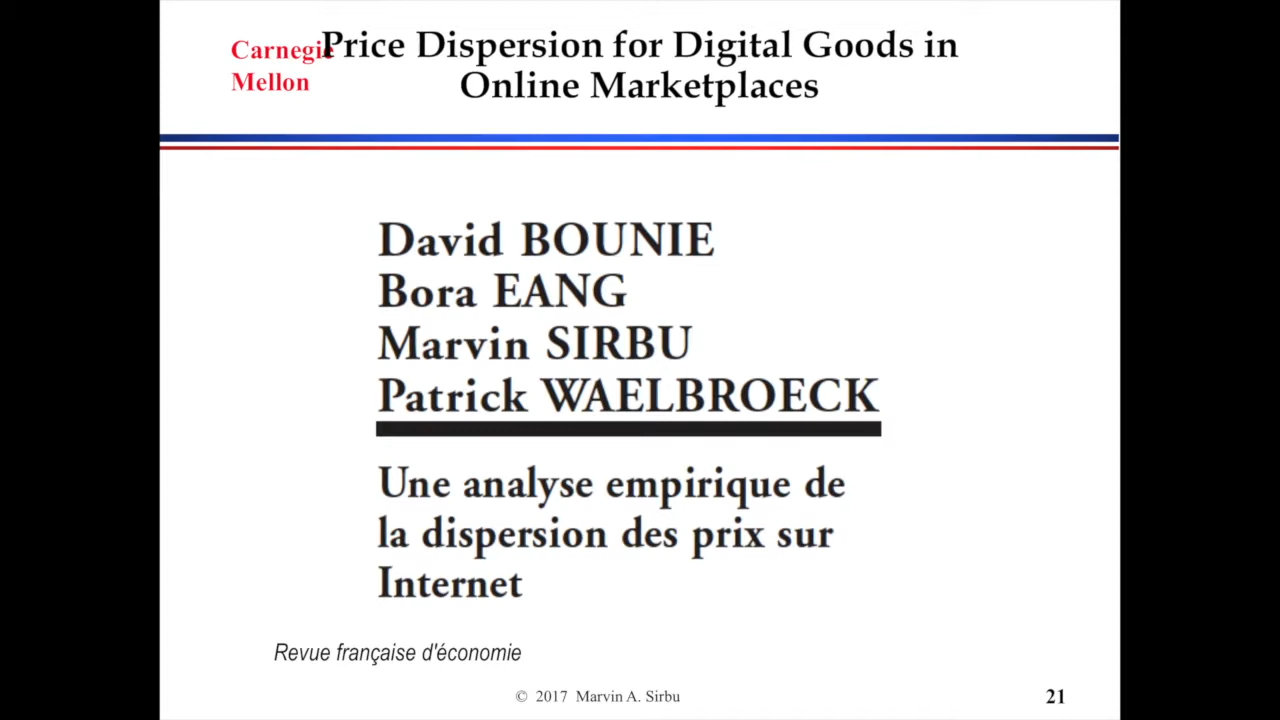 Carnegie
Mellon
Price Dispersion for Digital Goods in
Online Marketplaces
David BOUNIE
Bora EANG
Marvin SIRBU
Patrick WAELBROECK
Une analyse empirique de
la dispersion des prix sur
Internet
Revue française d'économie
© 2017 Marvin A. Sirbu
21